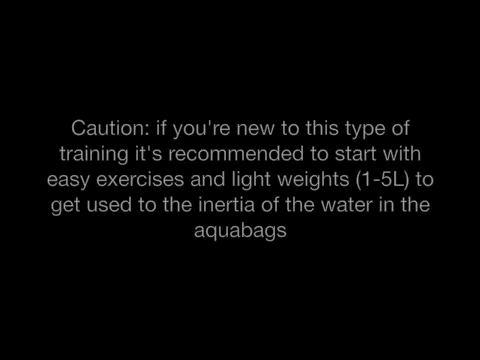 Caution: if you're new to this type of
training it's recommended to start with
easy exercises and light weights (1-5L) to
get used to the inertia of the water in the
aquabags